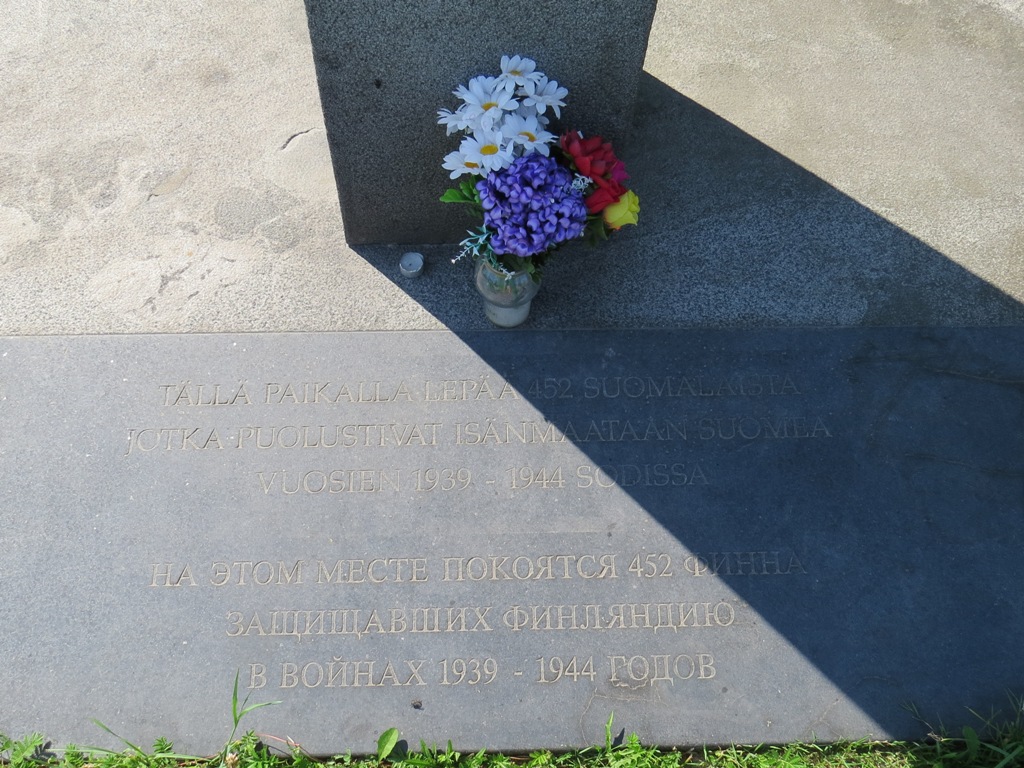 TÄLLÄ PAIKALLA LEPÄÄ 452 SUOMALAISTA
JOTKA PUOLUSTIVAT ISÄNMAATAAN SUOMEA
VUOSIEN 1939 - 1944 SODISSA
НА ЭТОМ МЕСТЕ ПОКОЯТСЯ 452 ФИННА
ЗАЩИЩАВШИХ ФИНЛЯНДИЮ
В ВОЙНАХ 1939 - 1944 ГОДОВ